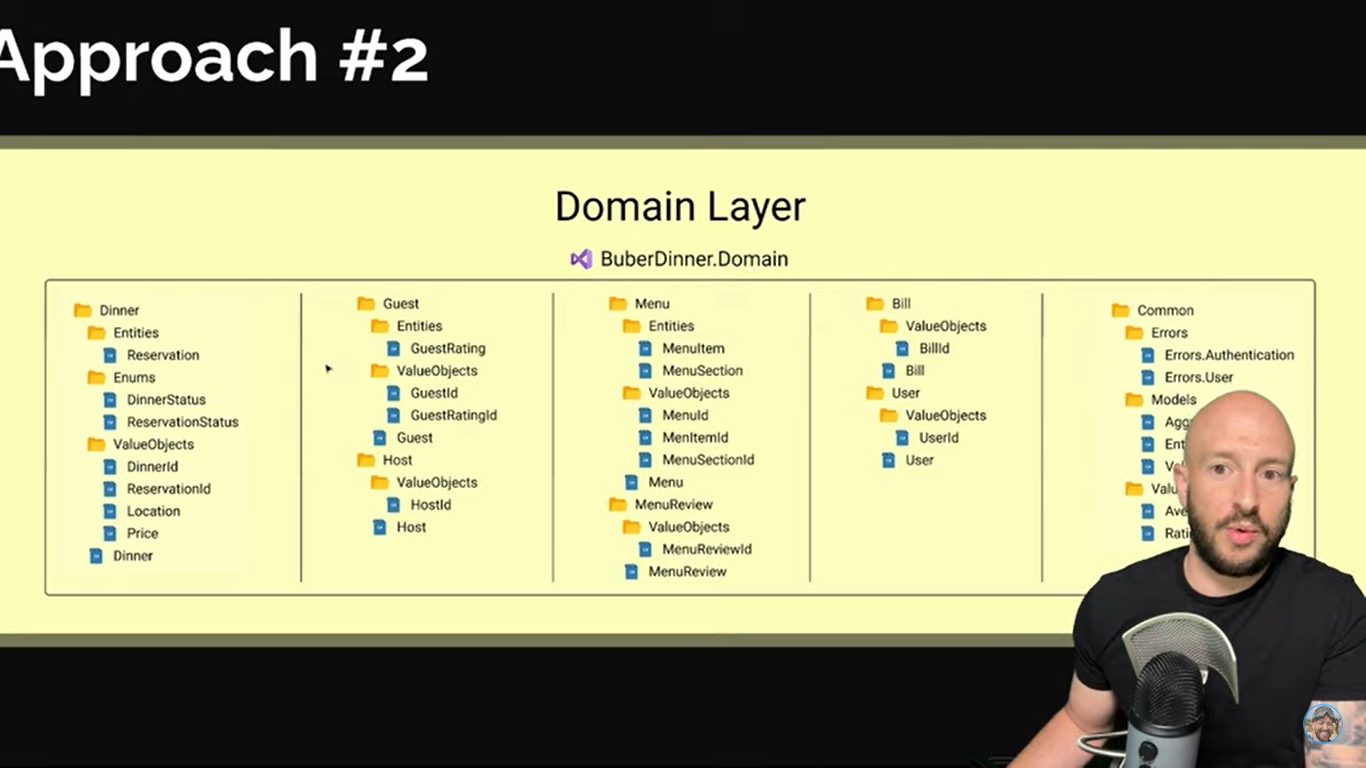 Approach #2
Domain Layer
BuberDinner.Domain
Dinner
Entities
Reservation
Enums
DinnerStatus
ReservationStatus
ValueObjects
DinnerId
ReservationId
Location
Price
Dinner
Guest
Entities
GuestRating
ValueObjects
GuestId
GuestRatingId
Guest
Host
ValueObjects
HostId
Host
Menu
Entities
MenuItem
MenuSection
ValueObjects
MenuId
MenItemId
MenuSectionId
Menu
MenuReview
ValueObjects
MenuReviewId
MenuReview
Bill
ValueObjects
BillId
Bill
User
ValueObjects
UserId
User
Common
Errors
Errors.Authentication
Errors.User
Models